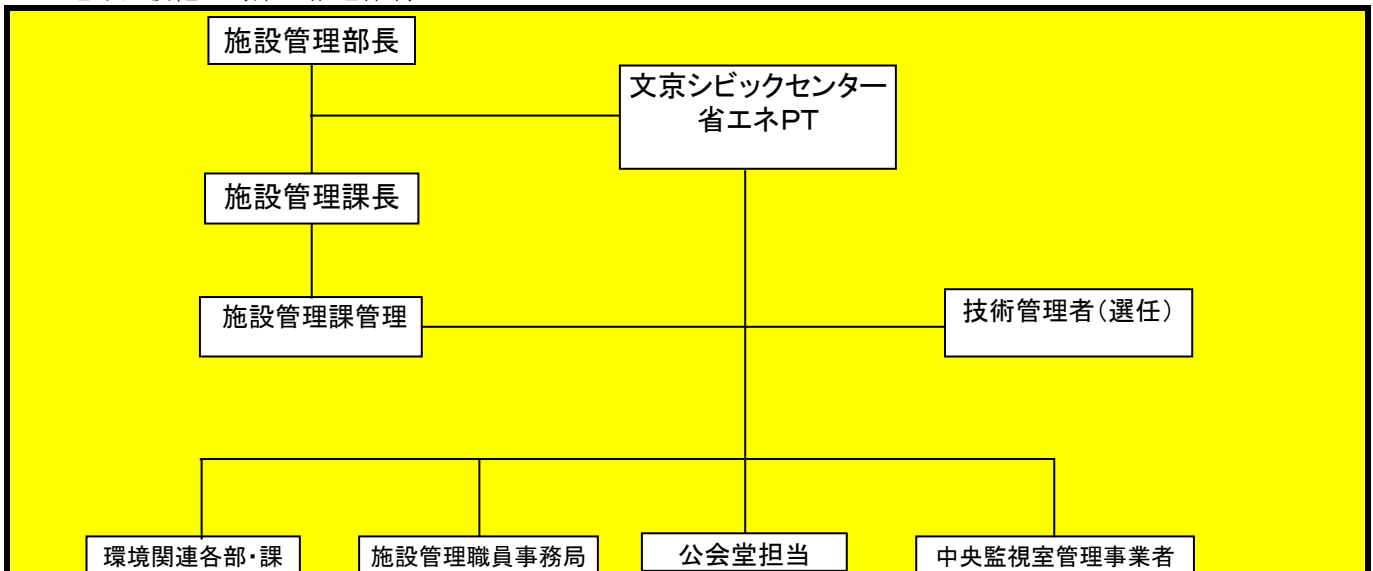 施設管理部長
文京シビックセンター
省エネPT
施設管理課長
施設管理課管理
技術管理者（選任）
環境関連各部・課
施設管理職員事務局
公会堂担当
中央監視室管理事業者